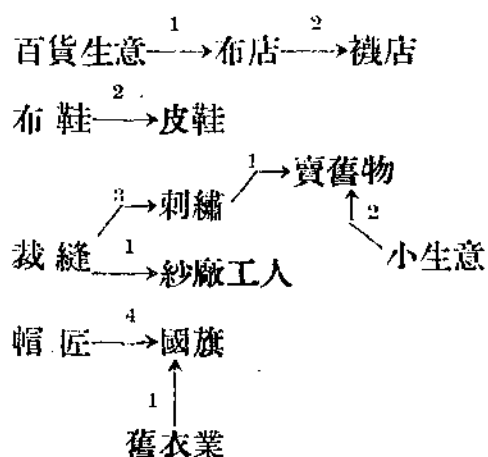 1 2
百貨生意→布店→襪店
2
布鞋→皮鞋
1
賣舊物
3 2
刺繡
裁縫 1 小生意
紗廠工人
4
帽匠→國旗
1
舊衣業